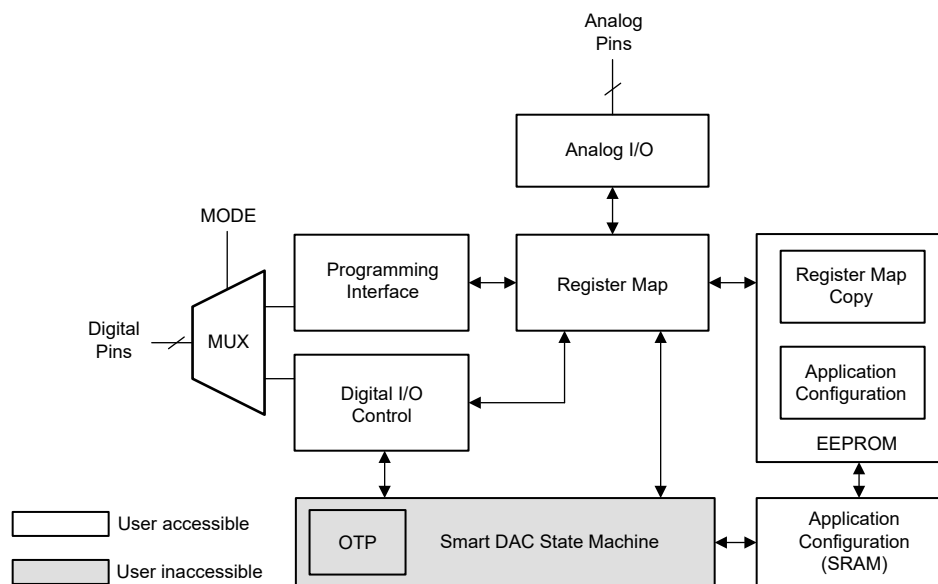 Analog
Pins
Analog I/O
MODE
Programming
Interface
Register Map
Register Map
Copy
Digital
Pins
MUX
Digital I/O
Control
Application
Configuration
EEPROM
User accessible
OTP
Smart DAC State Machine
Application
Configuration
(SRAM)
User inaccessible